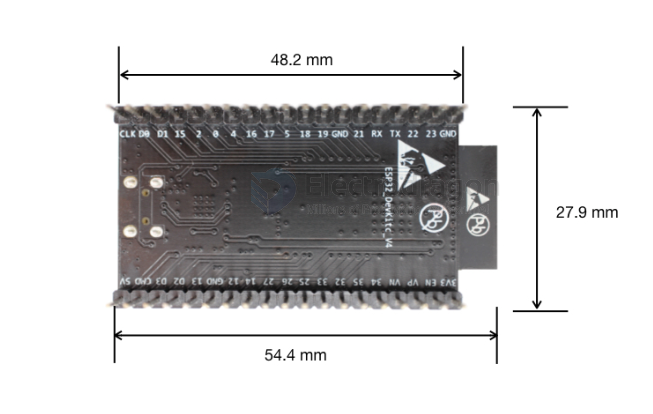 48.2 mm
CLK D0 D1 15 2 0 4 16 17 5 18 19 GND 21 RX TX 22 23 GND
ESP32_DevKitc_V4
Pb
Pb
27.9 mm
5V CMD D3 D2 13 GND 12 14 27 26 25 33 32 35 34 VN VP EN 3V3
54.4 mm